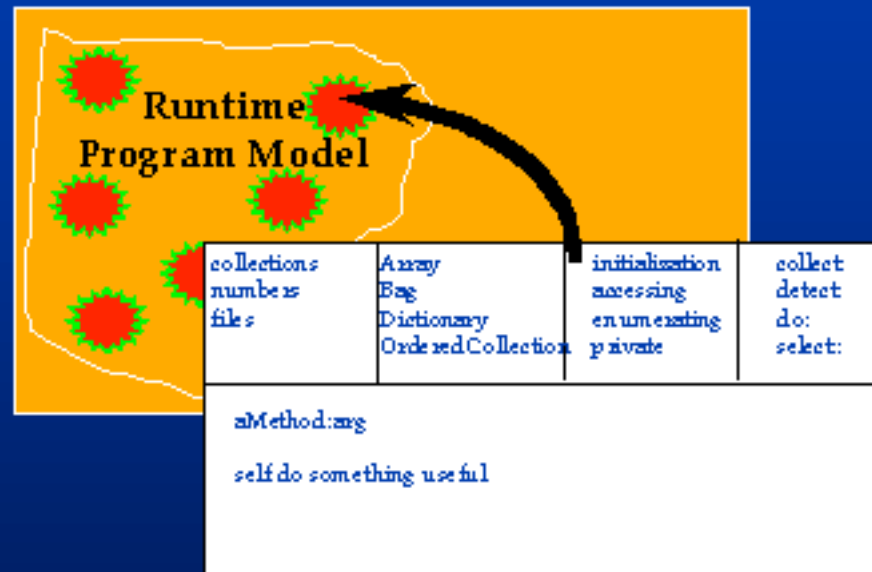 Runtime
Program Model
collections
numbers
files
Array
Bag
Dictionary
OrderedCollection
initialization
accessing
enumerating
private
collect
detect
do:
select:
aMethod:arg
self do something useful